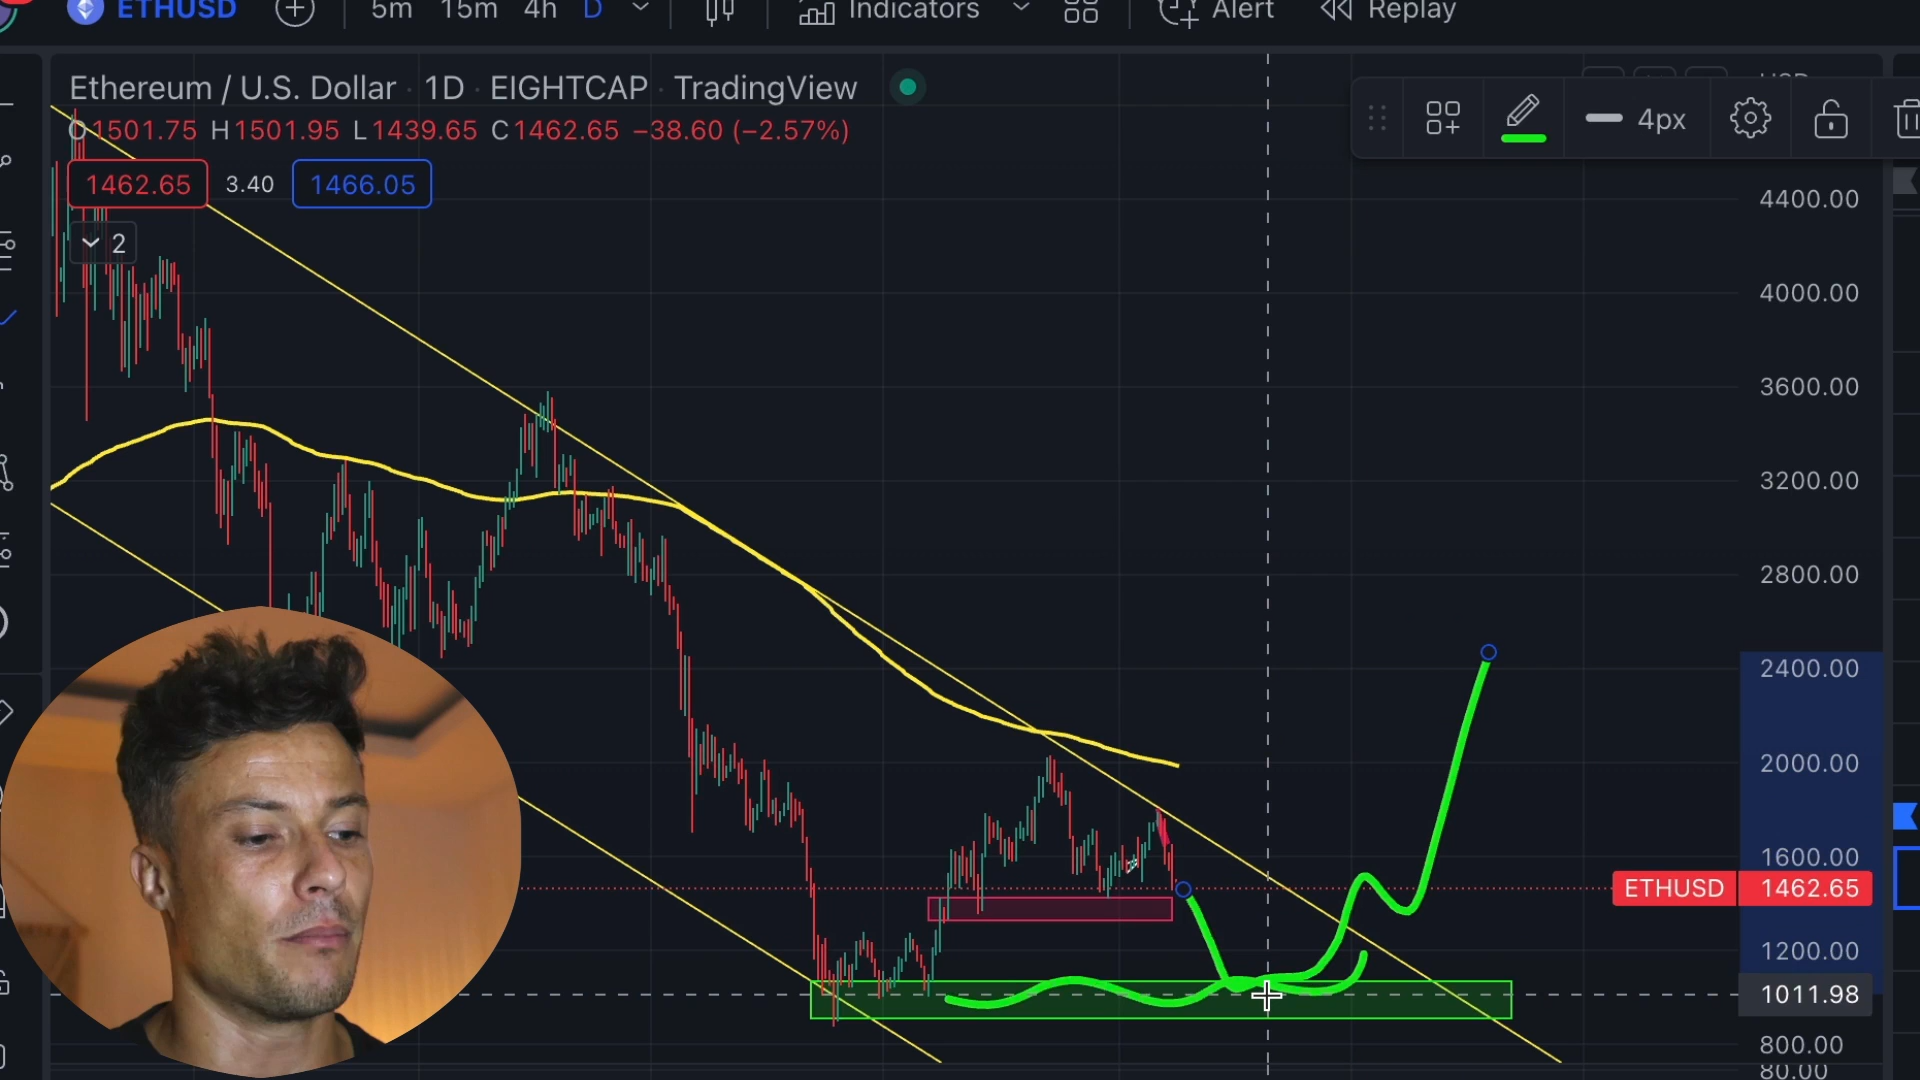 ETHUSD 5m 15m 4h D Indicators Alert Replay
Ethereum / U.S. Dollar · 1D · EIGHTCAP · TradingView
O1501.75 H1501.95 L1439.65 C1462.65 −38.60 (−2.57%)
1462.65 3.40 1466.05
2
4px
USD
4400.00
4000.00
3600.00
3200.00
2800.00
2400.00
2000.00
1600.00
ETHUSD 1462.65
1200.00
1011.98
800.00
80.00